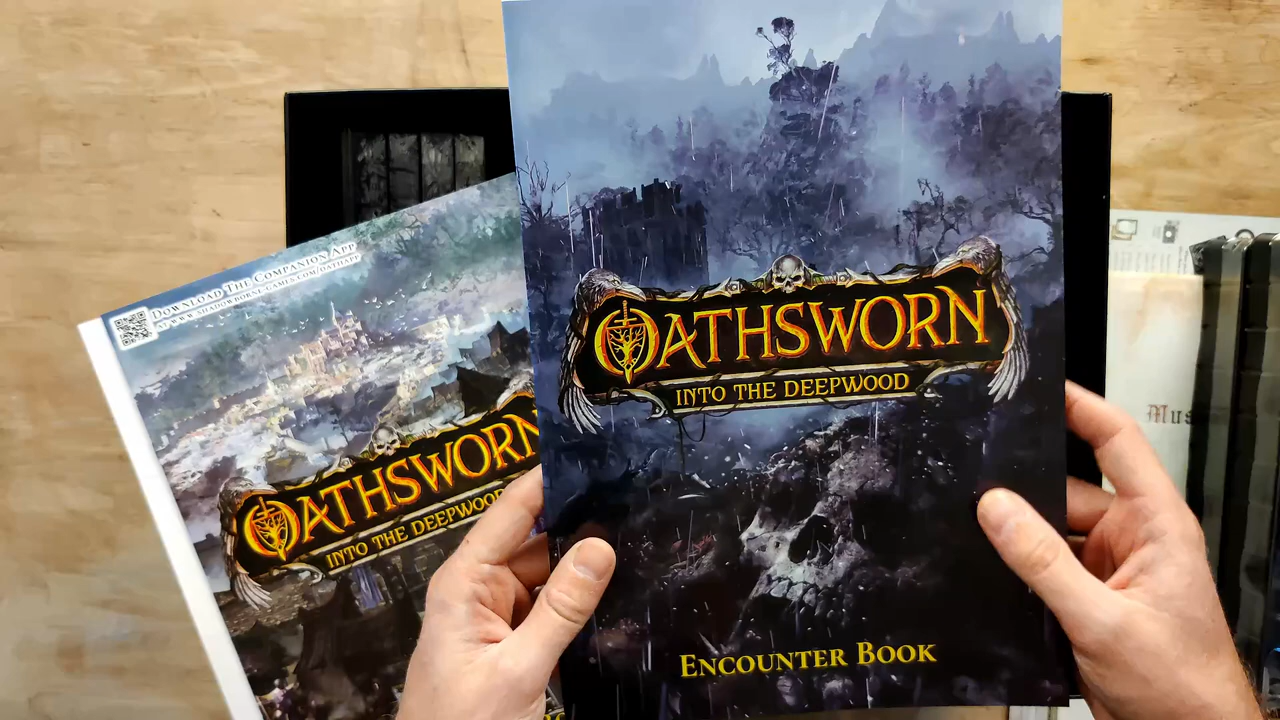 Download The Companion App
at www.shadowborne-games.com/oathapp
OATHSWORN
INTO THE DEEPWOOD
OATHSWORN
INTO THE DEEPWOOD
Encounter Book
Mus